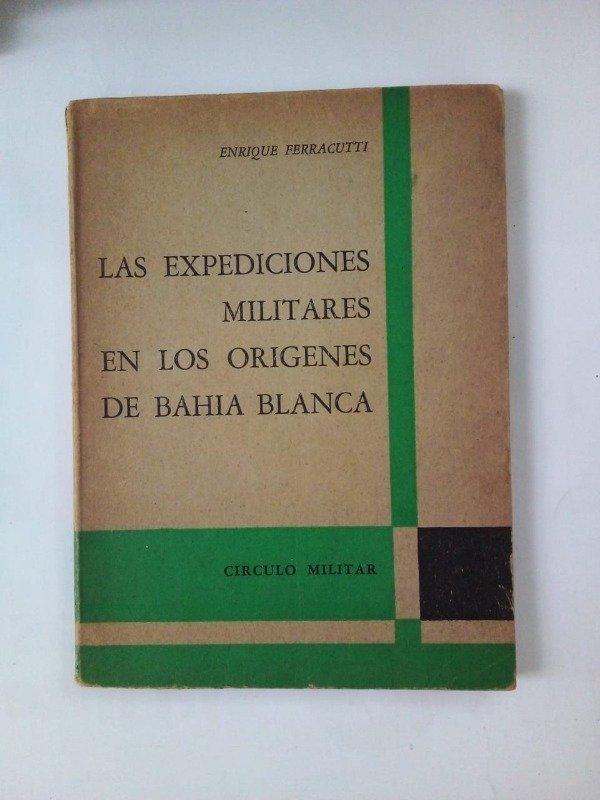 ENRIQUE FERRACUTTI
LAS EXPEDICIONES
MILITARES
EN LOS ORIGENES
DE BAHIA BLANCA
CIRCULO MILITAR